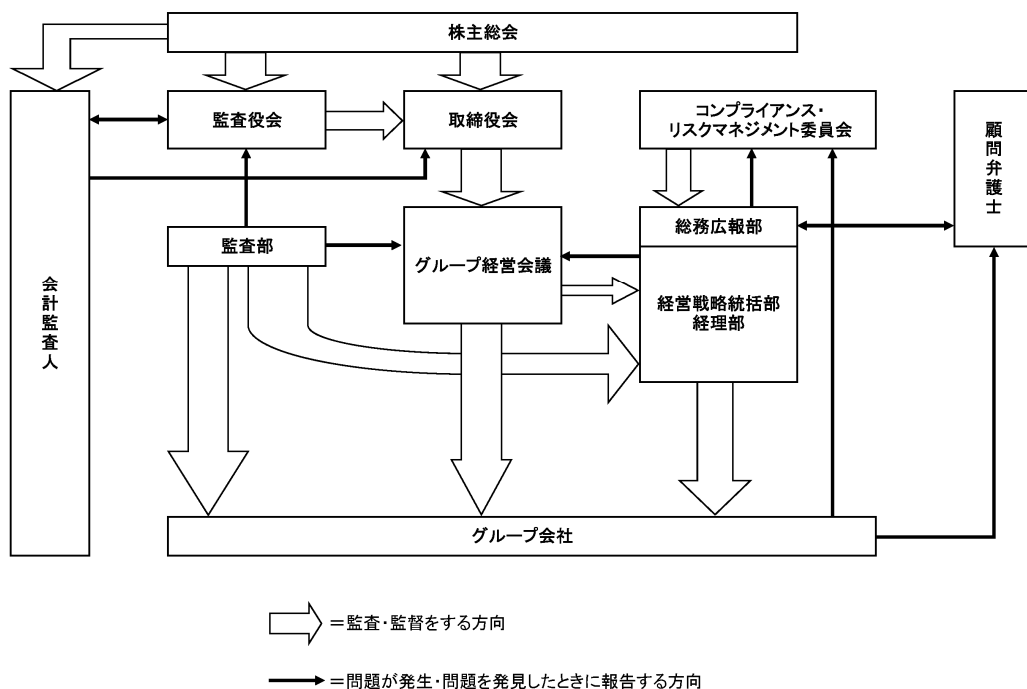 株主総会
監査役会
取締役会
コンプライアンス・
リスクマネジメント委員会
顧問弁護士
監査部
グループ経営会議
総務広報部
経営戦略統括部
経理部
会計監査人
グループ会社
=監査・監督をする方向
=問題が発生・問題を発見したときに報告する方向